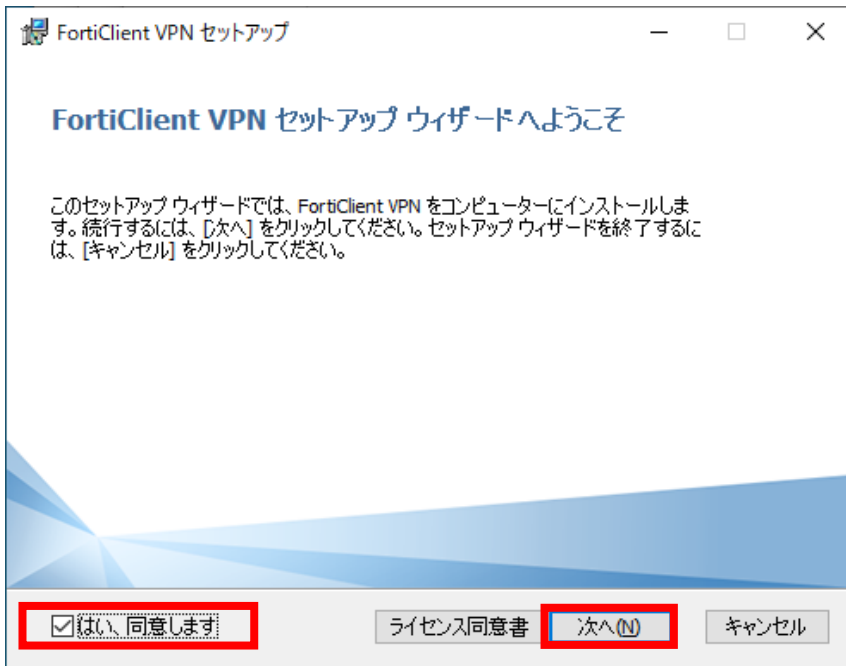 FortiClient VPN セットアップ
FortiClient VPN セットアップ ウィザードへようこそ
このセットアップ ウィザードでは、FortiClient VPN をコンピューターにインストールしま
す。続行するには、[次へ] をクリックしてください。セットアップ ウィザードを終了するに
は、[キャンセル] をクリックしてください。
はい、同意します
ライセンス同意書
次へ(N)
キャンセル